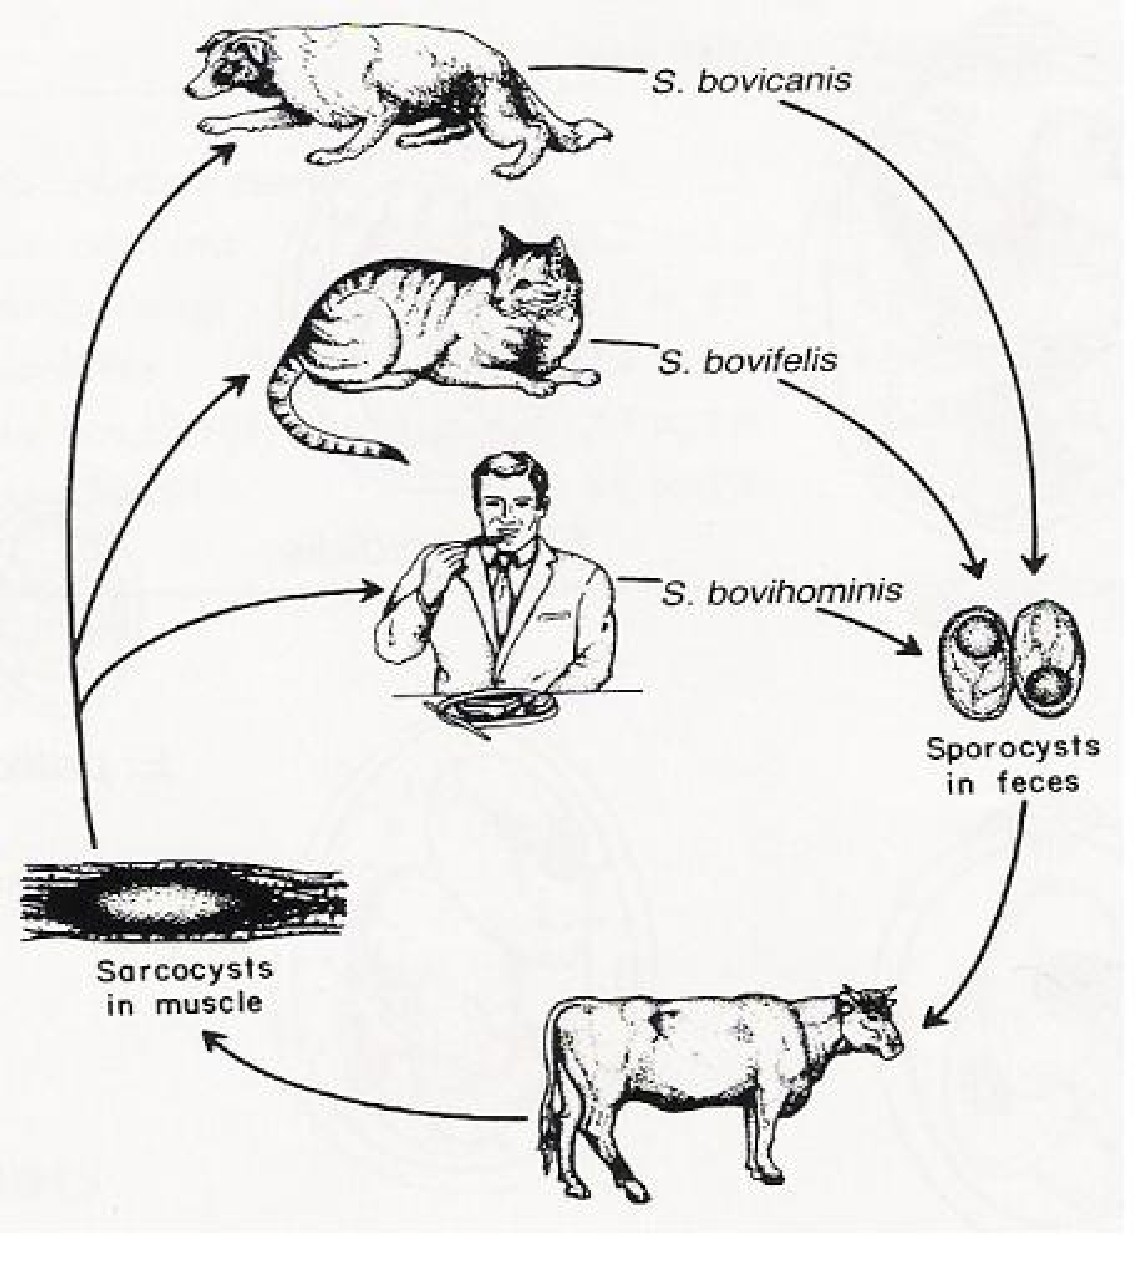 S. bovicanis
S. bovifelis
S. bovihominis
Sporocysts
in feces
Sarcocysts
in muscle